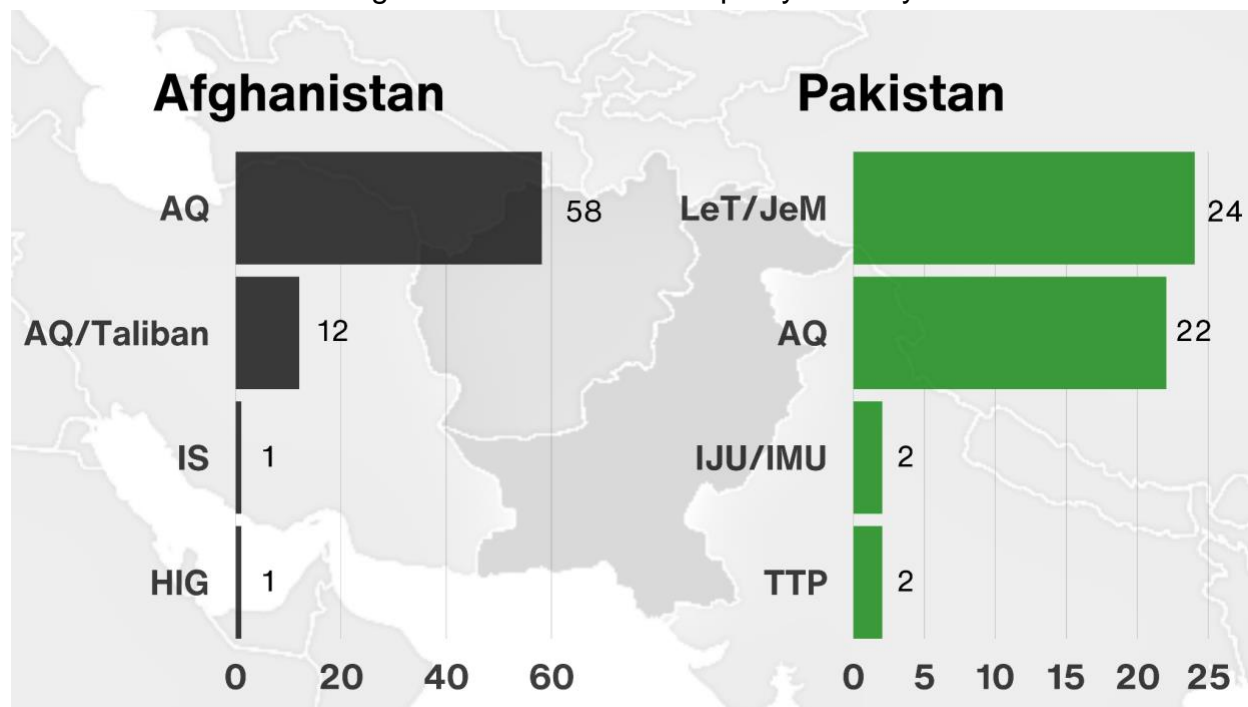 Afghanistan
AQ 58
AQ/Taliban 12
IS 1
HIG 1
0 20 40 60
Pakistan
LeT/JeM 24
AQ 22
IJU/IMU 2
TTP 2
0 5 10 15 20 25